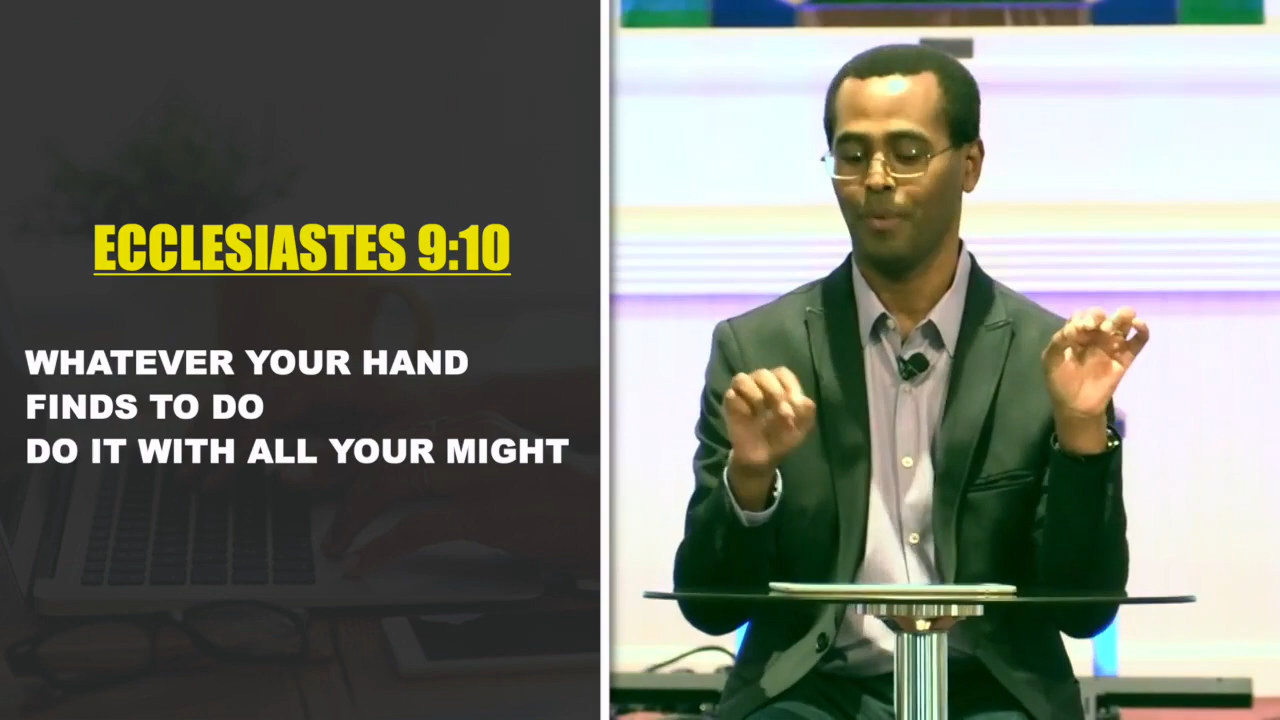 ECCLESIASTES 9:10
WHATEVER YOUR HAND
FINDS TO DO
DO IT WITH ALL YOUR MIGHT